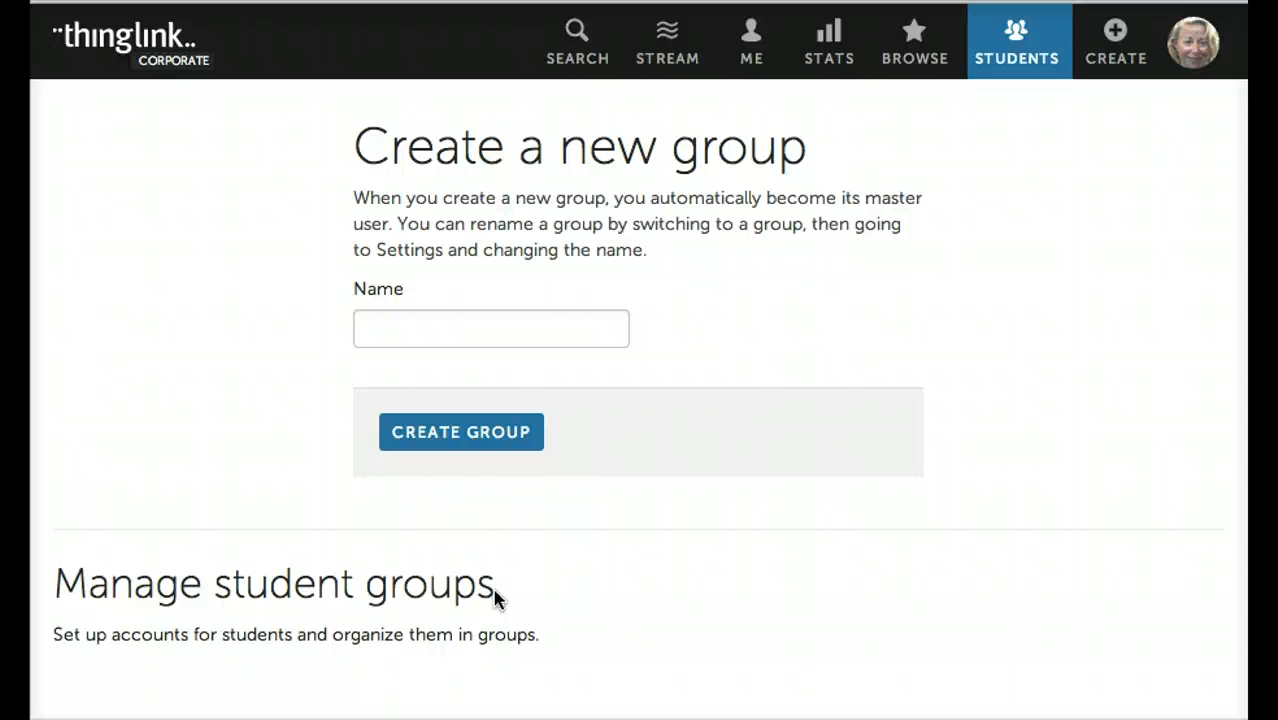 thinglink..
CORPORATE
SEARCH
STREAM
ME
STATS
BROWSE
STUDENTS
CREATE
Create a new group
When you create a new group, you automatically become its master
user. You can rename a group by switching to a group, then going
to Settings and changing the name.
Name
CREATE GROUP
Manage student groups
Set up accounts for students and organize them in groups.